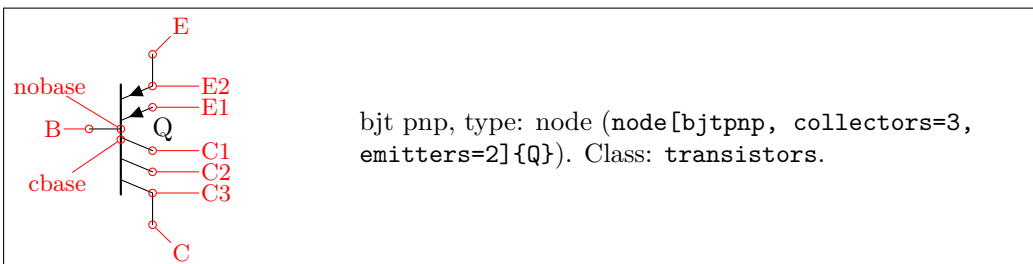 E
nobase
E2
E1
B
Q
C1
C2
cbase
C3
C
bjt pnp, type: node (node[bjtpnp, collectors=3,
emitters=2]{Q}). Class: transistors.